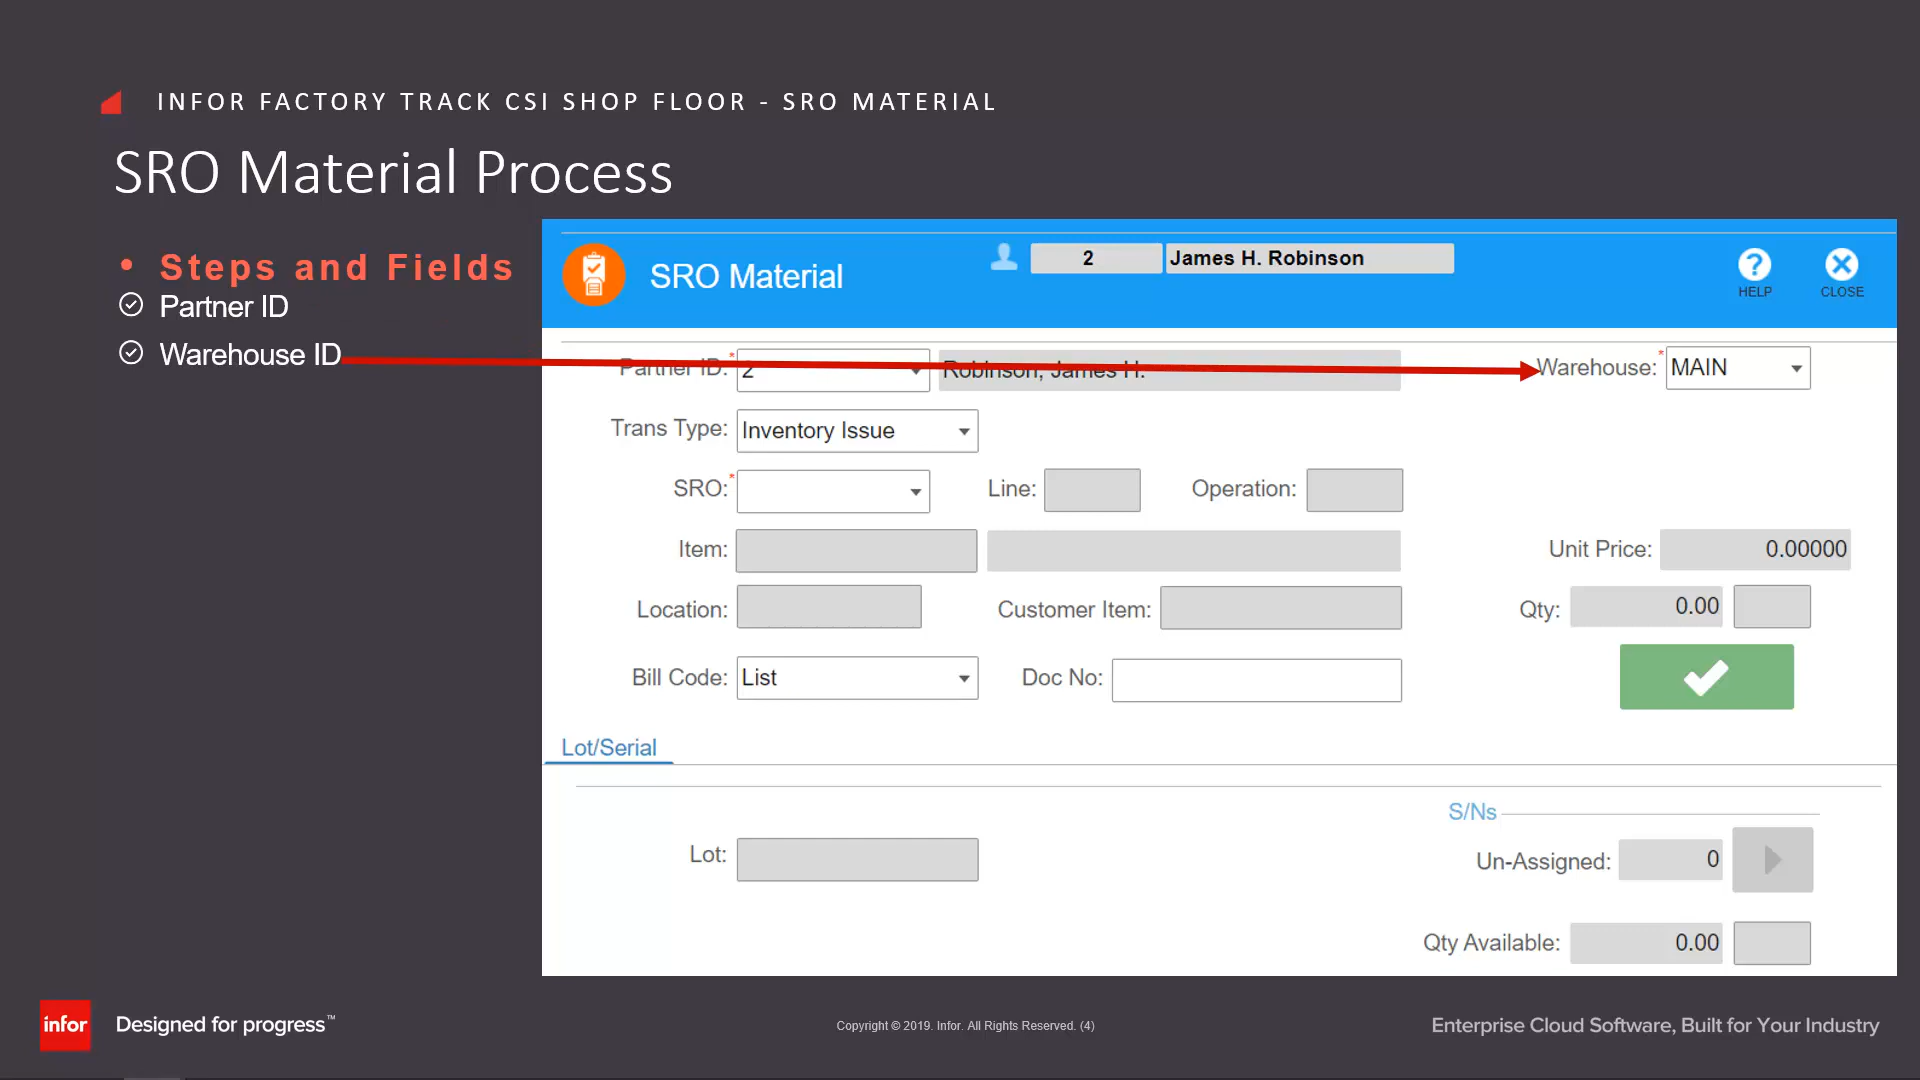 INFOR FACTORY TRACK CSI SHOP FLOOR - SRO MATERIAL
SRO Material Process
• Steps and Fields
Partner ID
Warehouse ID
SRO Material
2 James H. Robinson
HELP
CLOSE
Partner ID:* 2 Robinson, James H. Warehouse:* MAIN
Trans Type: Inventory Issue
SRO:* Line: Operation:
Item: Unit Price: 0.00000
Location: Customer Item: Qty: 0.00
Bill Code: List Doc No:
Lot/Serial
S/Ns
Lot: Un-Assigned: 0
Qty Available: 0.00
infor Designed for progress™
Copyright © 2019. Infor. All Rights Reserved. (4)
Enterprise Cloud Software, Built for Your Industry